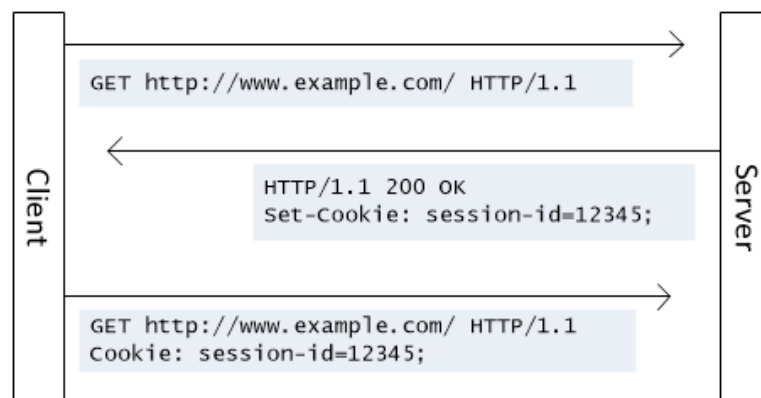 Client
Server
GET http://www.example.com/ HTTP/1.1
HTTP/1.1 200 OK
Set-Cookie: session-id=12345;
GET http://www.example.com/ HTTP/1.1
Cookie: session-id=12345;